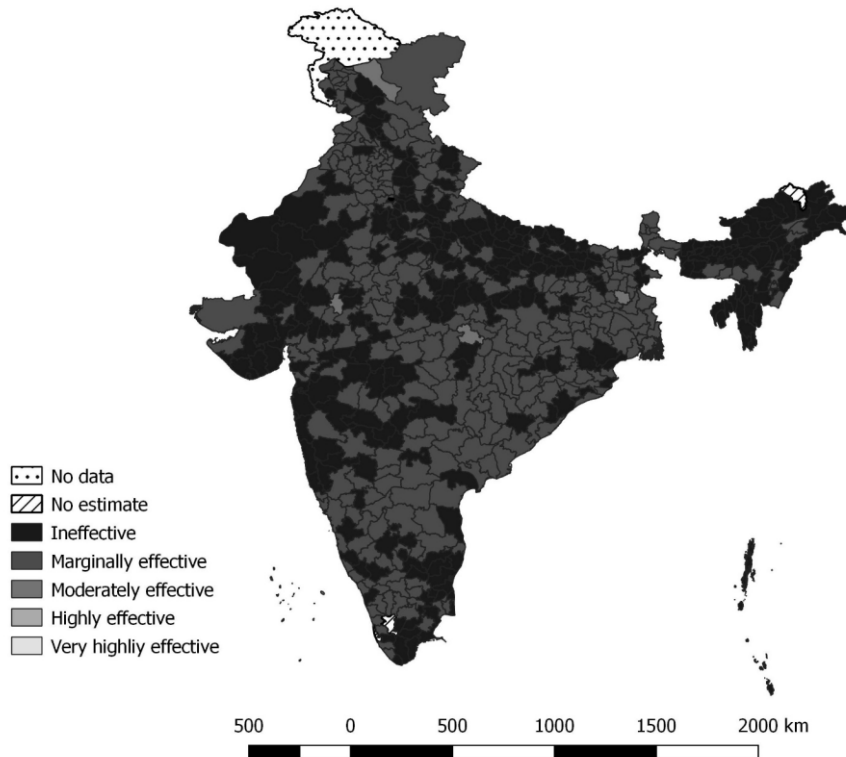 No data
No estimate
Ineffective
Marginally effective
Moderately effective
Highly effective
Very highliy effective
500 0 500 1000 1500 2000 km